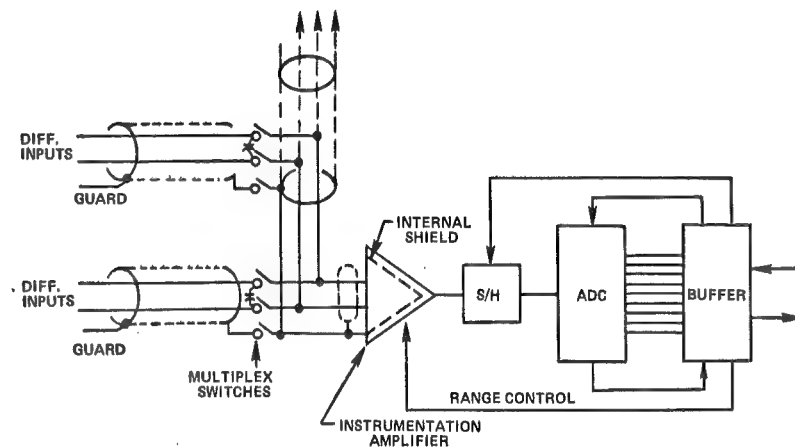 DIFF.
INPUTS
GUARD
INTERNAL
SHIELD
DIFF.
INPUTS
GUARD
S/H
ADC
BUFFER
MULTIPLEX
SWITCHES
RANGE CONTROL
INSTRUMENTATION
AMPLIFIER